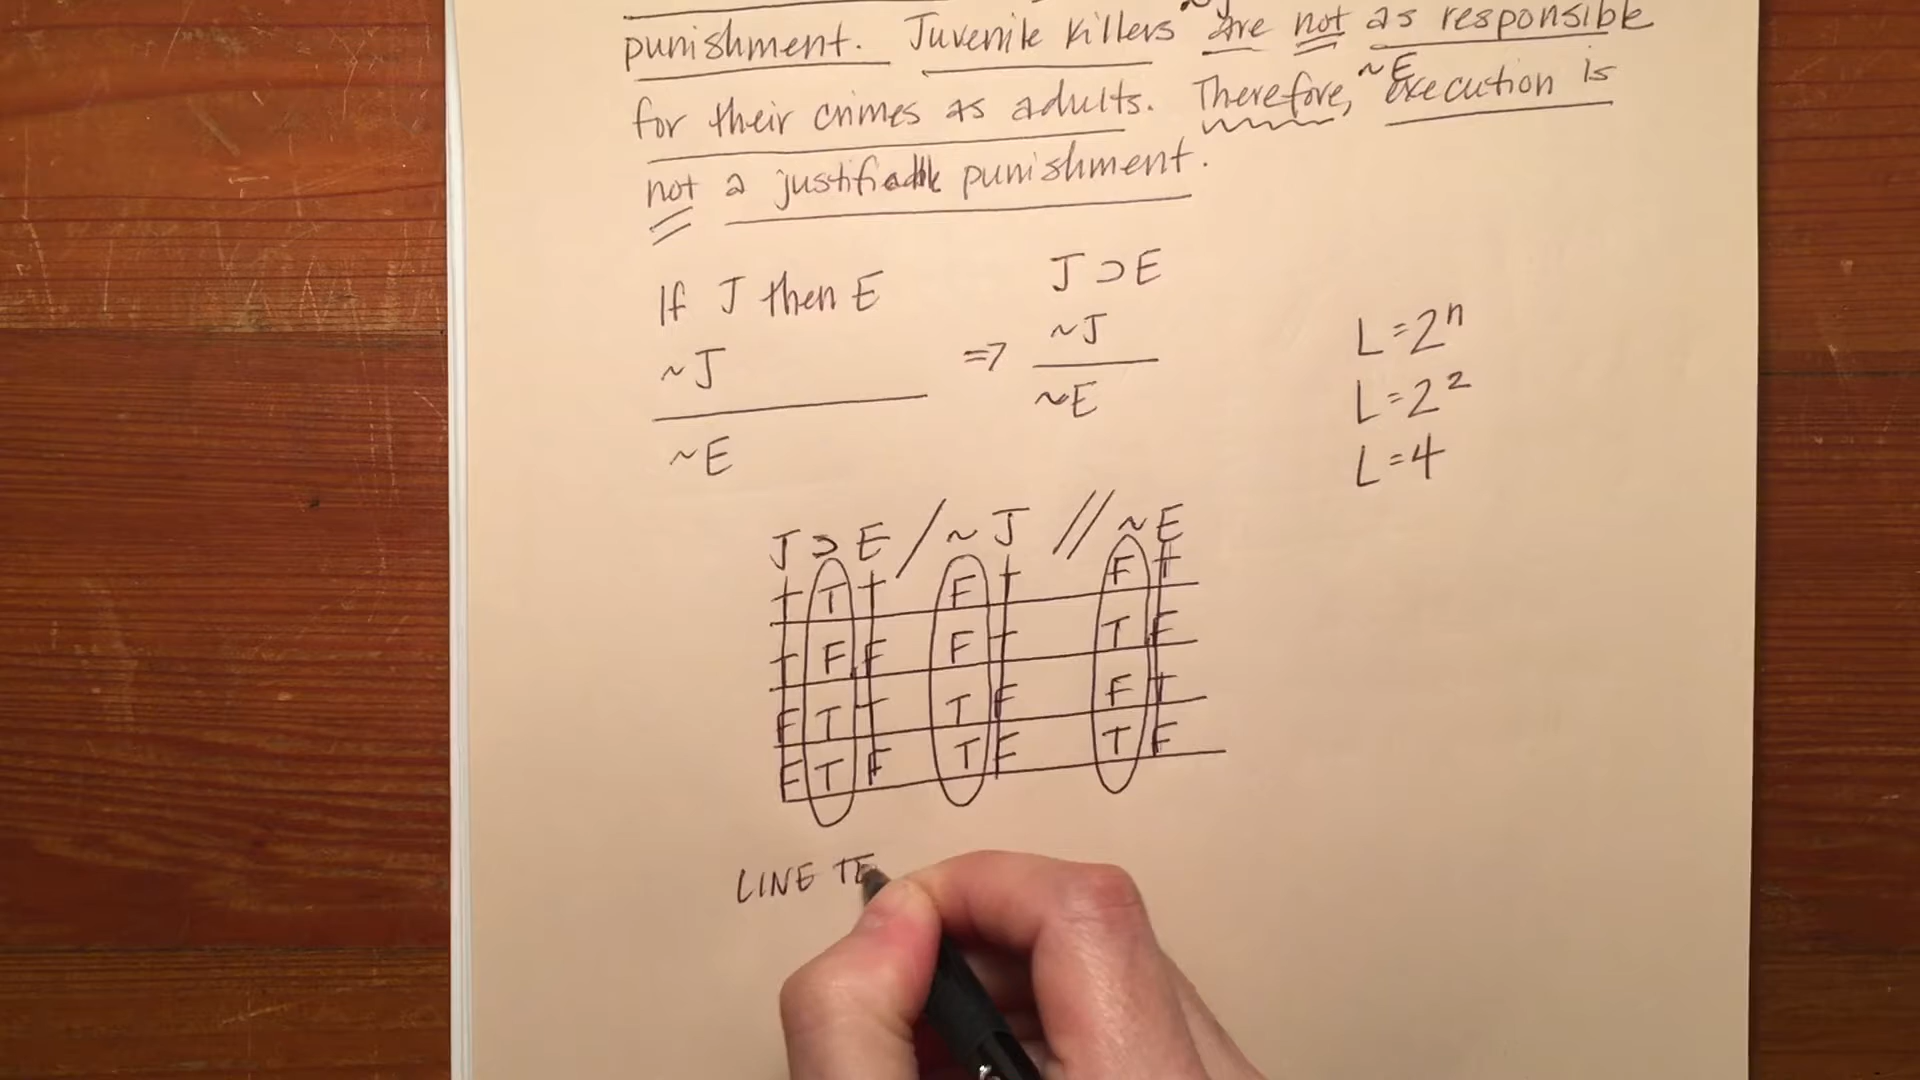 punishment. Juvenile killers ~J are not as responsible
for their crimes as adults. Therefore, ~E execution is
not a justifiable punishment.
If J then E
~J
~E
=>
J ⊃ E
~J
~E
L = 2ⁿ
L = 2²
L = 4
J ⊃ E / ~ J // ~ E
T T T F T F T
T F F F T T F
F T T T F F T
F T F T F T F
LINE TE